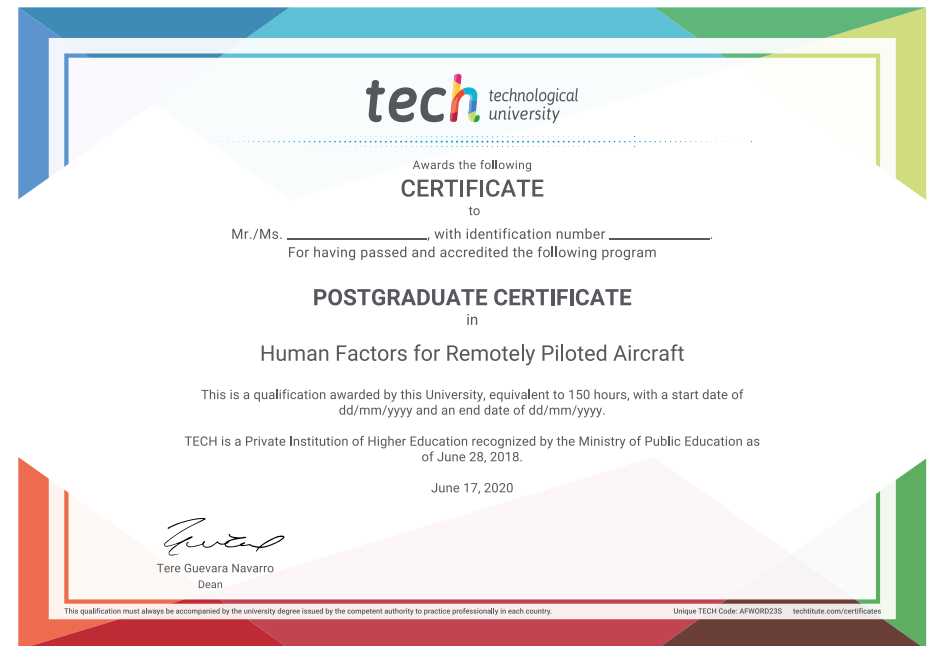 tech technological
university
Awards the following
CERTIFICATE
to
Mr./Ms. ____________________, with identification number ______________.
For having passed and accredited the following program
POSTGRADUATE CERTIFICATE
in
Human Factors for Remotely Piloted Aircraft
This is a qualification awarded by this University, equivalent to 150 hours, with a start date of
dd/mm/yyyy and an end date of dd/mm/yyyy.
TECH is a Private Institution of Higher Education recognized by the Ministry of Public Education as
of June 28, 2018.
June 17, 2020
Tere Guevara Navarro
Dean
This qualification must always be accompanied by the university degree issued by the competent authority to practice professionally in each country.
Unique TECH Code: AFWORD23S techtitute.com/certificates